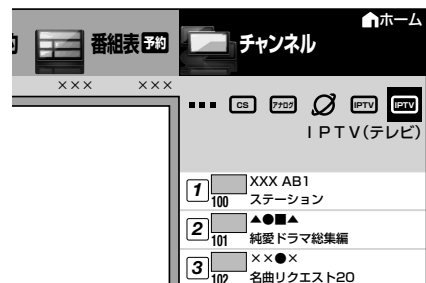 ホーム
番組表 予約
チャンネル
××× ×××
CS アナログ IPTV IPTV
IPTV(テレビ)
1 100 XXX AB1
ステーション
2 101 ▲●■▲
純愛ドラマ総集編
3 102 ××●×
名曲リクエスト20